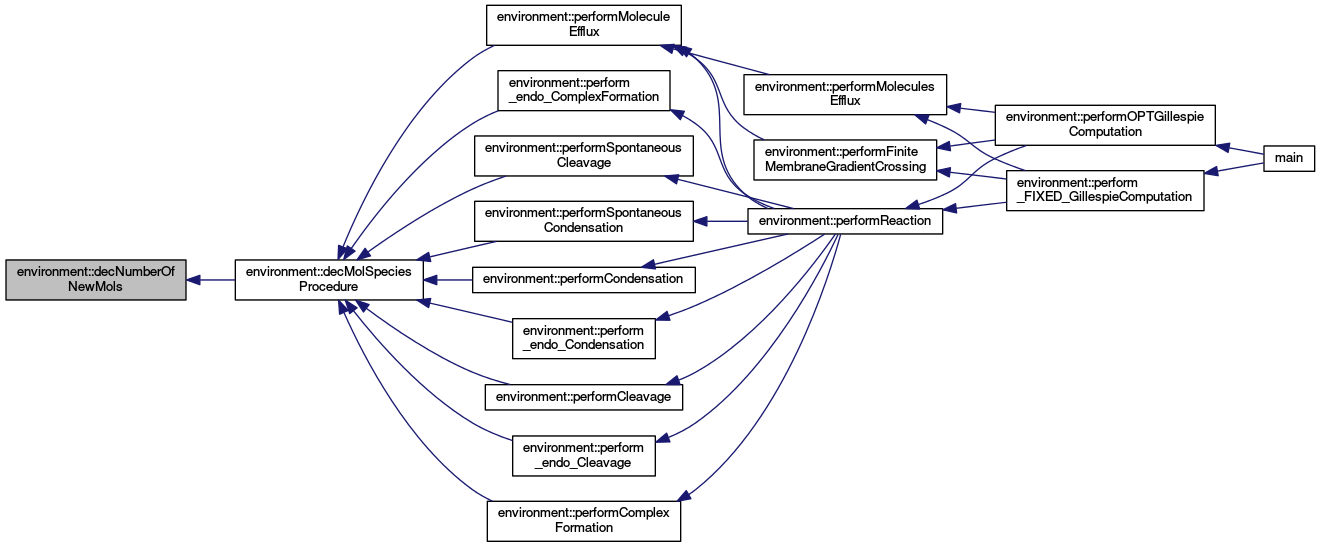 environment::decNumberOf
NewMols
environment::decMolSpecies
Procedure
environment::performMolecule
Efflux
environment::perform
_endo_ComplexFormation
environment::performSpontaneous
Cleavage
environment::performSpontaneous
Condensation
environment::performCondensation
environment::perform
_endo_Condensation
environment::performCleavage
environment::perform
_endo_Cleavage
environment::performComplex
Formation
environment::performMolecules
Efflux
environment::performFinite
MembraneGradientCrossing
environment::performReaction
environment::performOPTGillespie
Computation
environment::perform
_FIXED_GillespieComputation
main